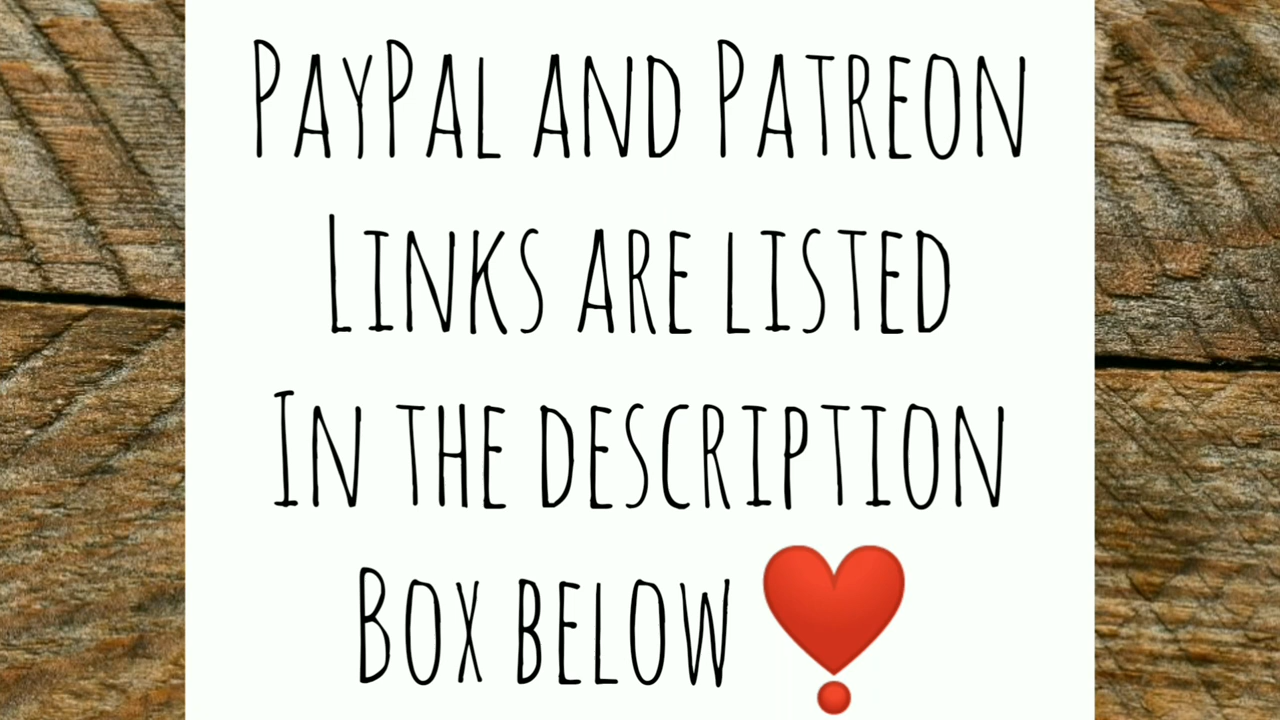 PayPal and Patreon
Links are listed
In the description
Box below ❣